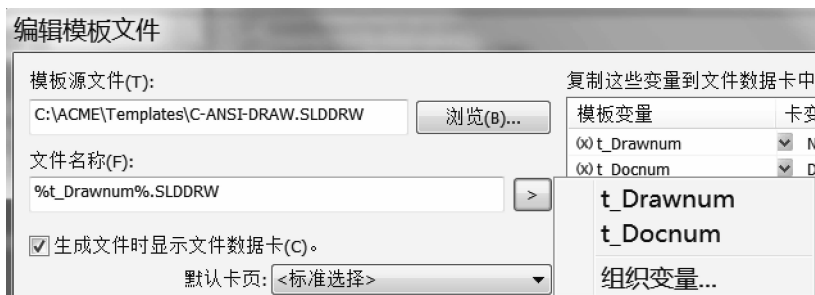 编辑模板文件
模板源文件(T):
C:\ACME\Templates\C-ANSI-DRAW.SLDDRW
浏览(B)...
文件名称(F):
%t_Drawnum%.SLDDRW
>
生成文件时显示文件数据卡(C)。
默认卡页: <标准选择>
复制这些变量到文件数据卡中
模板变量
(x) t_Drawnum
(x) t_Docnum
t_Drawnum
t_Docnum
组织变量...